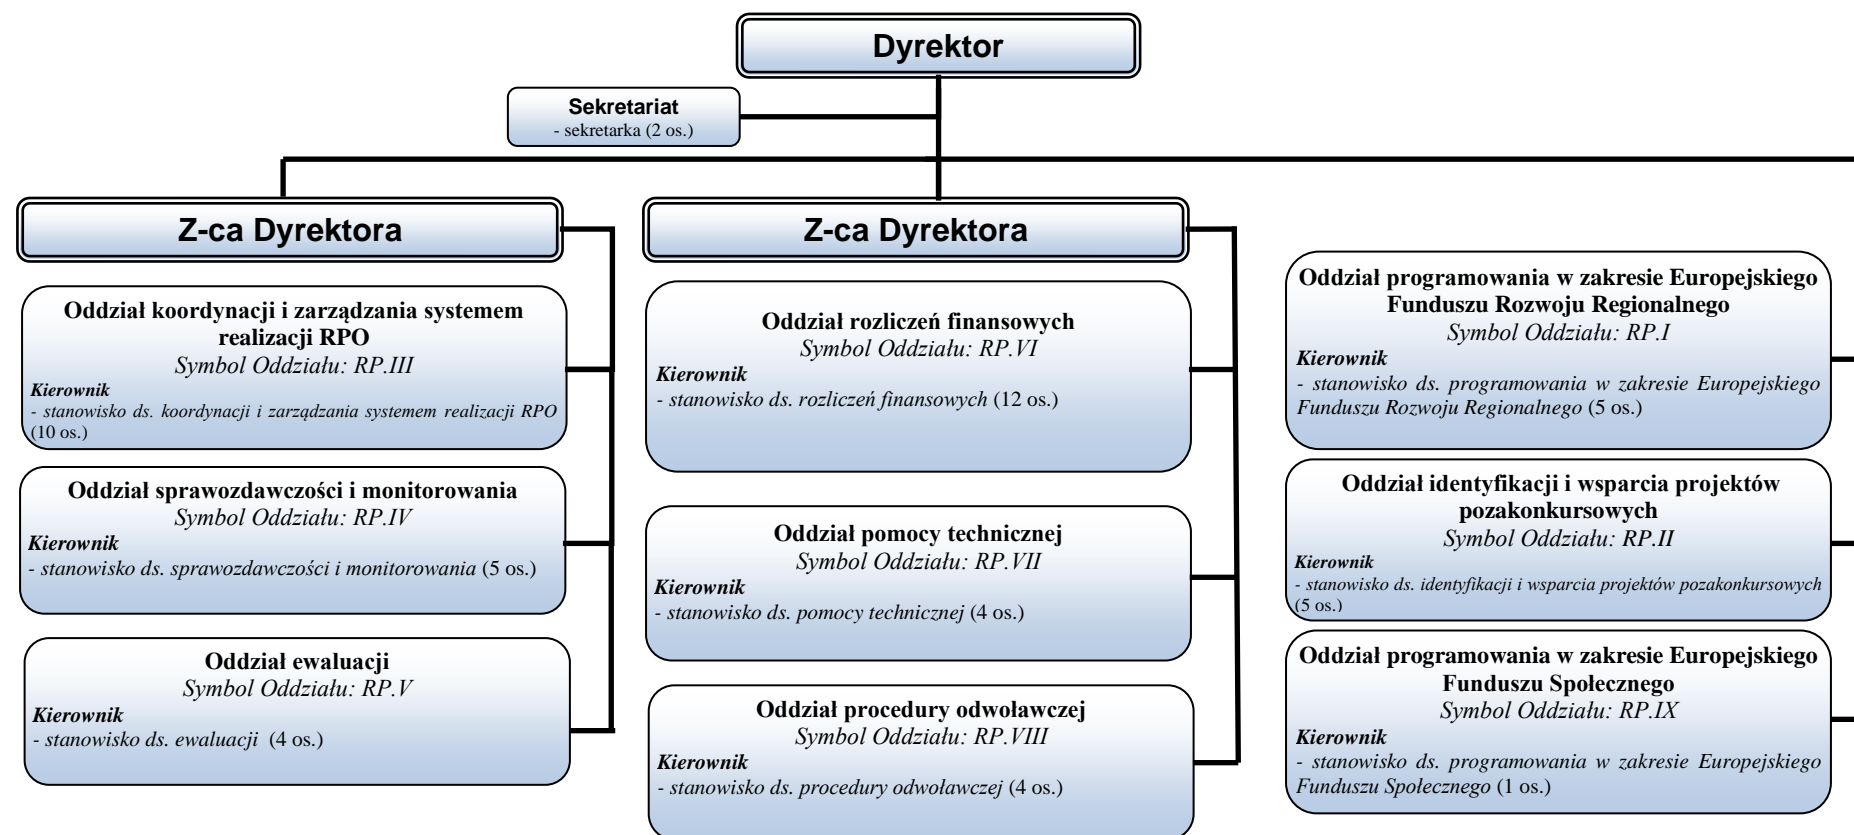 Dyrektor
Sekretariat
- sekretarka (2 os.)
Z-ca Dyrektora
Oddział koordynacji i zarządzania systemem
realizacji RPO
Symbol Oddziału: RP.III
Kierownik
- stanowisko ds. koordynacji i zarządzania systemem realizacji RPO
(10 os.)
Oddział sprawozdawczości i monitorowania
Symbol Oddziału: RP.IV
Kierownik
- stanowisko ds. sprawozdawczości i monitorowania (5 os.)
Oddział ewaluacji
Symbol Oddziału: RP.V
Kierownik
- stanowisko ds. ewaluacji (4 os.)
Z-ca Dyrektora
Oddział rozliczeń finansowych
Symbol Oddziału: RP.VI
Kierownik
- stanowisko ds. rozliczeń finansowych (12 os.)
Oddział pomocy technicznej
Symbol Oddziału: RP.VII
Kierownik
- stanowisko ds. pomocy technicznej (4 os.)
Oddział procedury odwoławczej
Symbol Oddziału: RP.VIII
Kierownik
- stanowisko ds. procedury odwoławczej (4 os.)
Oddział programowania w zakresie Europejskiego
Funduszu Rozwoju Regionalnego
Symbol Oddziału: RP.I
Kierownik
- stanowisko ds. programowania w zakresie Europejskiego
Funduszu Rozwoju Regionalnego (5 os.)
Oddział identyfikacji i wsparcia projektów
pozakonkursowych
Symbol Oddziału: RP.II
Kierownik
- stanowisko ds. identyfikacji i wsparcia projektów pozakonkursowych
(5 os.)
Oddział programowania w zakresie Europejskiego
Funduszu Społecznego
Symbol Oddziału: RP.IX
Kierownik
- stanowisko ds. programowania w zakresie Europejskiego
Funduszu Społecznego (1 os.)